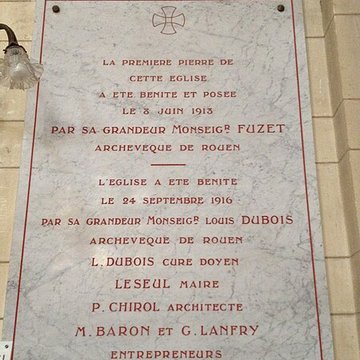 LA PREMIERE PIERRE DE
CETTE EGLISE
A ETE BENITE ET POSEE
LE 8 JUIN 1913
PAR SA GRANDEUR MONSEIGR FUZET
ARCHEVEQUE DE ROUEN
L'EGLISE A ETE BENITE
LE 24 SEPTEMBRE 1916
PAR SA GRANDEUR MONSEIGR LOUIS DUBOIS
ARCHEVEQUE DE ROUEN
L. DUBOIS CURE DOYEN
LESEUL MAIRE
P. CHIROL ARCHITECTE
M. BARON ET G. LANFRY
ENTREPRENEURS